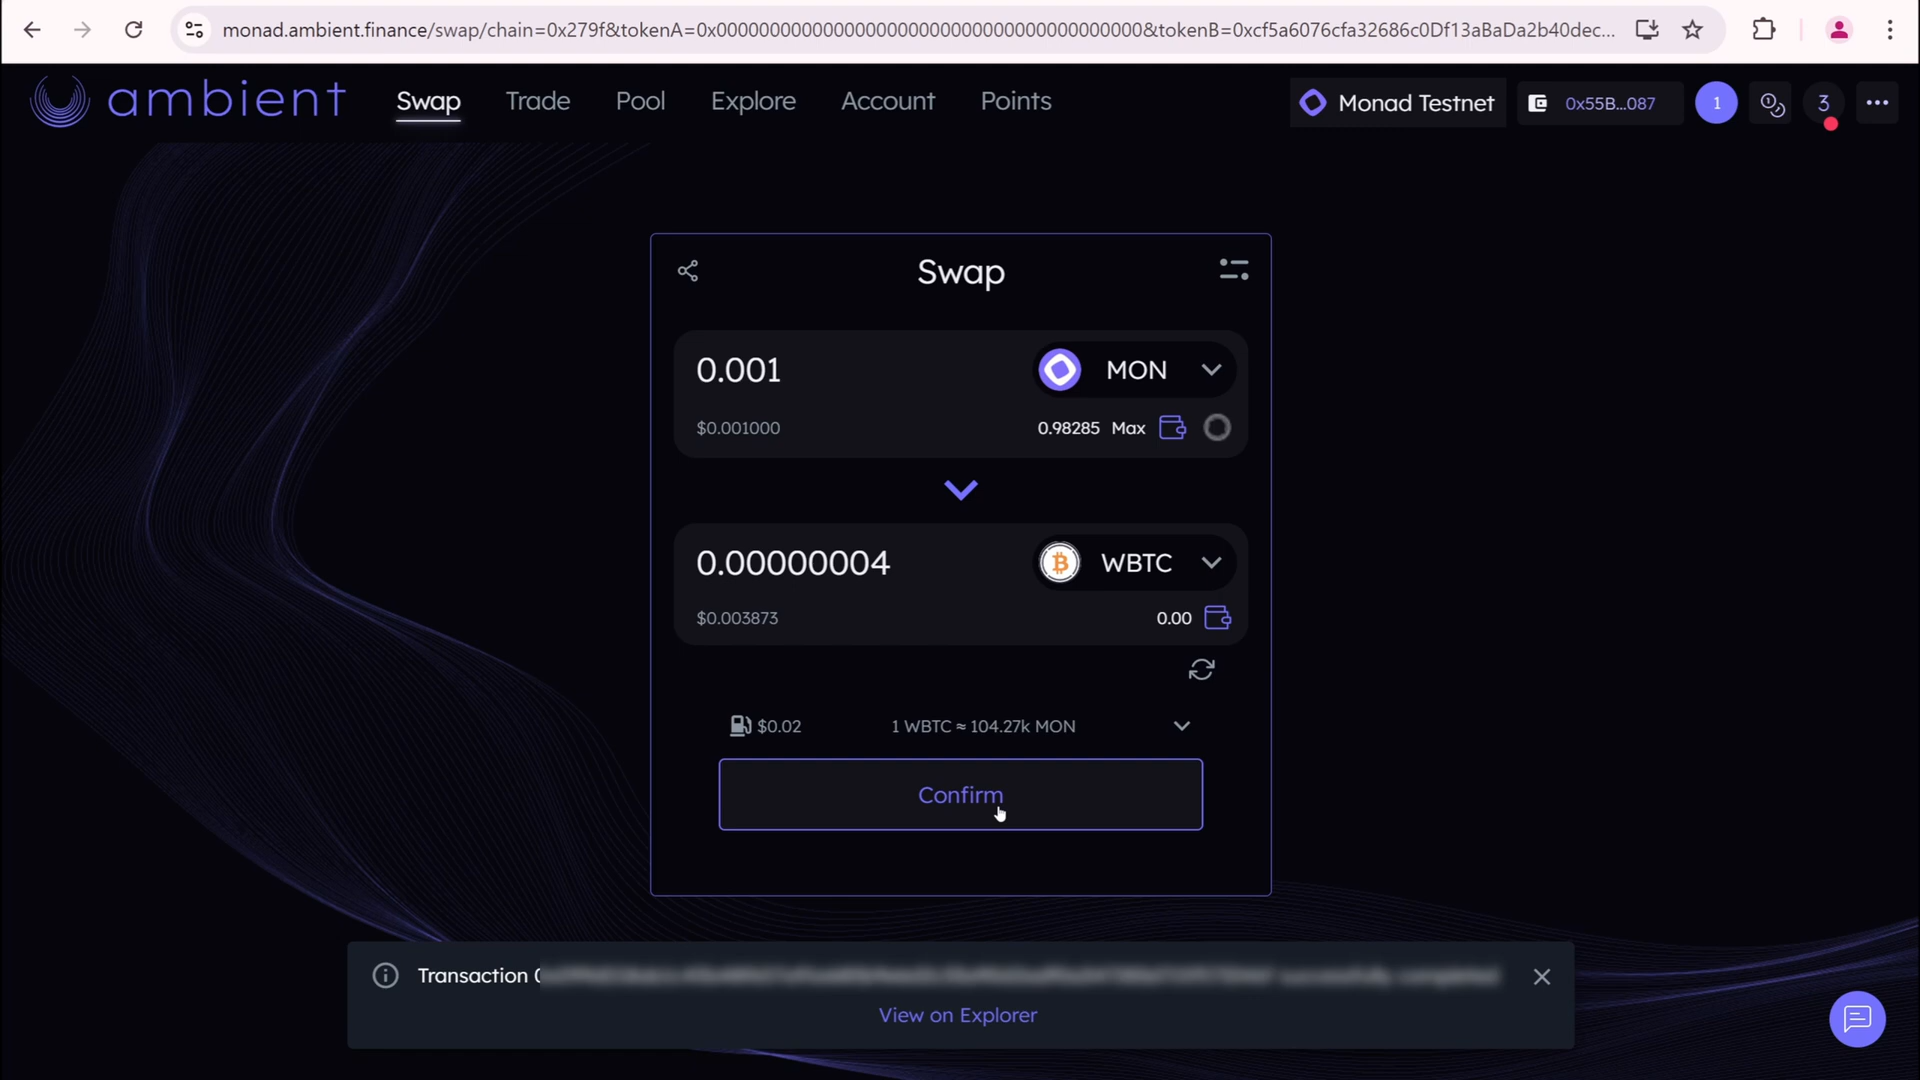 monad.ambient.finance/swap/chain=0x279f&tokenA=0x0000000000000000000000000000000000000000&tokenB=0xcf5a6076cfa32686c0Df13aBaDa2b40dec...
ambient
Swap
Trade
Pool
Explore
Account
Points
Monad Testnet
0x55B...087
1
3
Swap
0.001
MON
$0.001000
0.98285 Max
0.00000004
WBTC
$0.003873
0.00
$0.02
1 WBTC ≈ 104.27k MON
Confirm
Transaction
View on Explorer